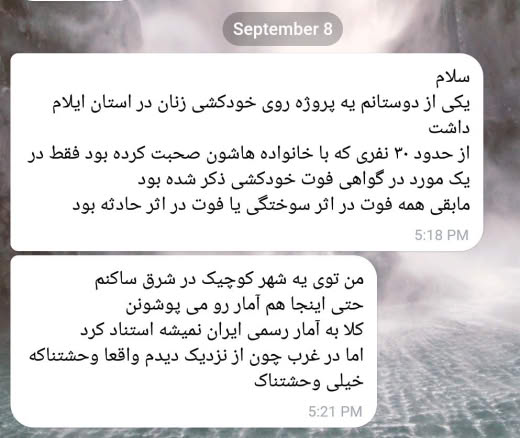 September 8
سلام
یکی از دوستانم یه پروژه روی خودکشی زنان در استان ایلام
داشت
از حدود ۳۰ نفری که با خانواده هاشون صحبت کرده بود فقط در
یک مورد در گواهی فوت خودکشی ذکر شده بود
مابقی همه فوت در اثر سوختگی یا فوت در اثر حادثه بود
5:18 PM
من توی یه شهر کوچیک در شرق ساکنم
حتی اینجا هم آمار رو می پوشونن
کلا به آمار رسمی ایران نمیشه استناد کرد
اما در غرب چون از نزدیک دیدم واقعا وحشتناکه
خیلی وحشتناک
5:21 PM